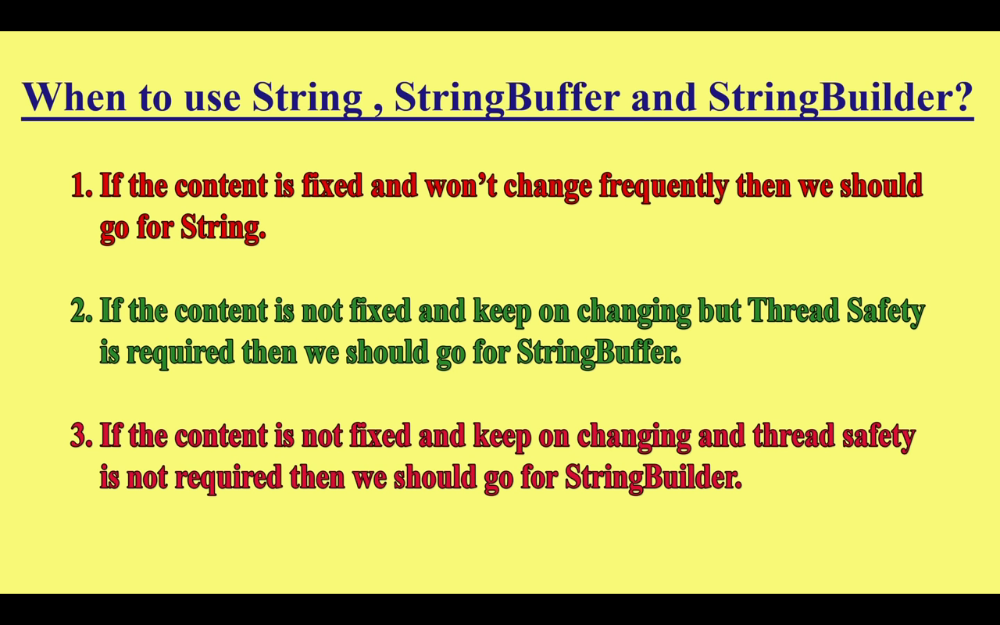 When to use String , StringBuffer and StringBuilder?
1. If the content is fixed and won’t change frequently then we should
go for String.
2. If the content is not fixed and keep on changing but Thread Safety
is required then we should go for StringBuffer.
3. If the content is not fixed and keep on changing and thread safety
is not required then we should go for StringBuilder.